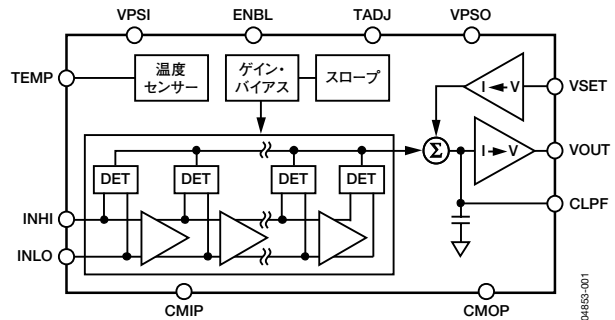 VPSI ENBL TADJ VPSO
TEMP
温度
センサー
ゲイン・
バイアス
スロープ
I V
VSET
DET DET DET DET
Σ
I V
VOUT
CLPF
INHI
INLO
CMIP CMOP
04853-001